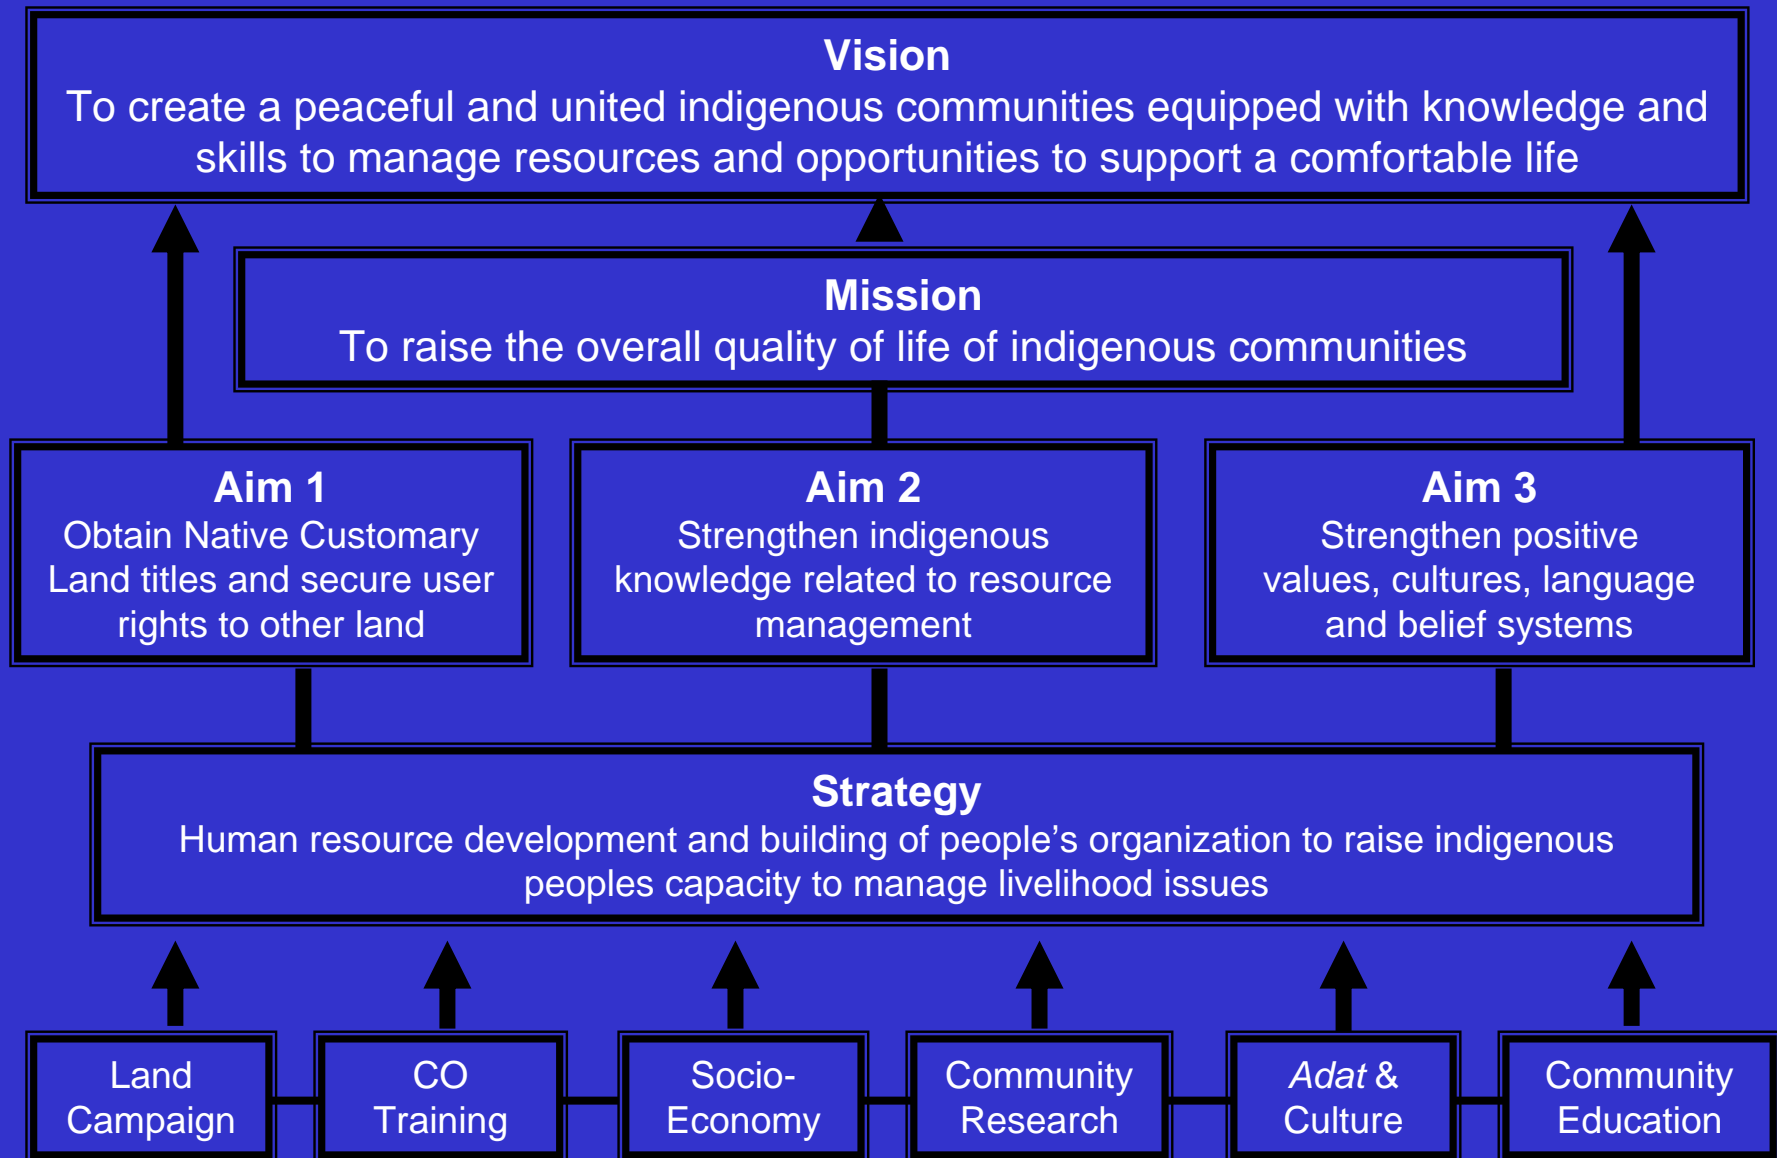 Vision
To create a peaceful and united indigenous communities equipped with knowledge and
skills to manage resources and opportunities to support a comfortable life
Mission
To raise the overall quality of life of indigenous communities
Aim 1
Obtain Native Customary
Land titles and secure user
rights to other land
Aim 2
Strengthen indigenous
knowledge related to resource
management
Aim 3
Strengthen positive
values, cultures, language
and belief systems
Strategy
Human resource development and building of people’s organization to raise indigenous
peoples capacity to manage livelihood issues
Land
Campaign
CO
Training
Socio-
Economy
Community
Research
Adat &
Culture
Community
Education